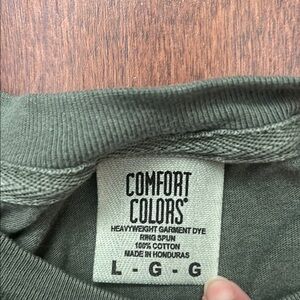 COMFORT
COLORS®
HEAVYWEIGHT GARMENT DYE
RING SPUN
100% COTTON
MADE IN HONDURAS
L - G - G